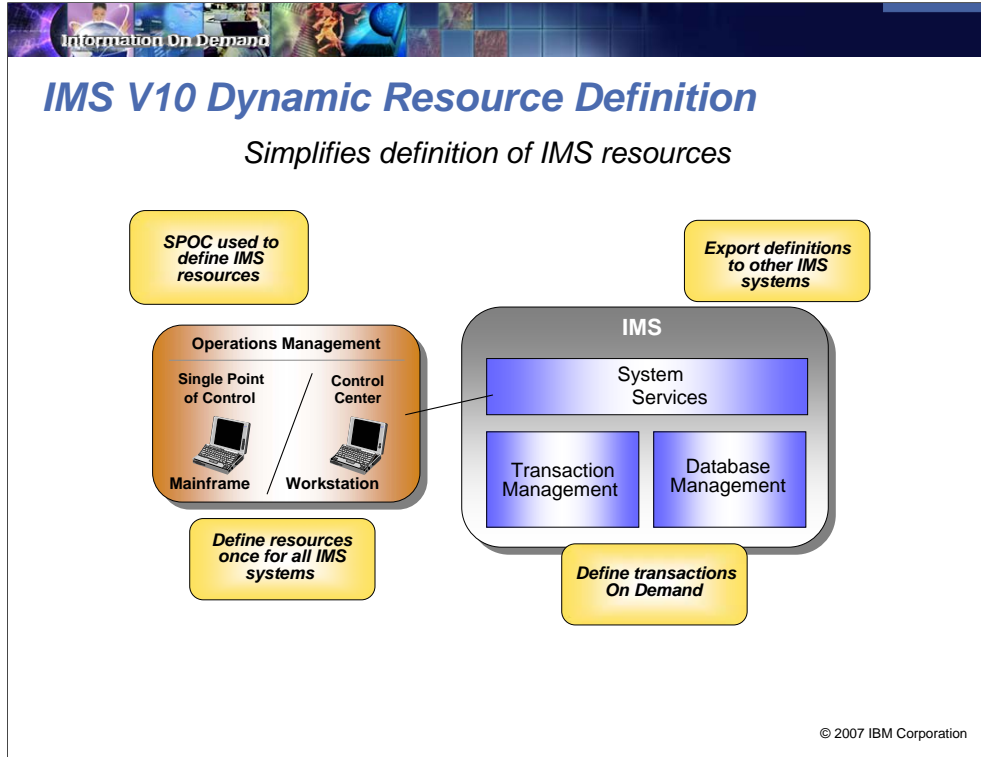 Information On Demand
IMS V10 Dynamic Resource Definition
Simplifies definition of IMS resources
SPOC used to
define IMS
resources
Export definitions
to other IMS
systems
Operations Management
Single Point
of Control
Control
Center
Mainframe
Workstation
IMS
System
Services
Transaction
Management
Database
Management
Define resources
once for all IMS
systems
Define transactions
On Demand
© 2007 IBM Corporation